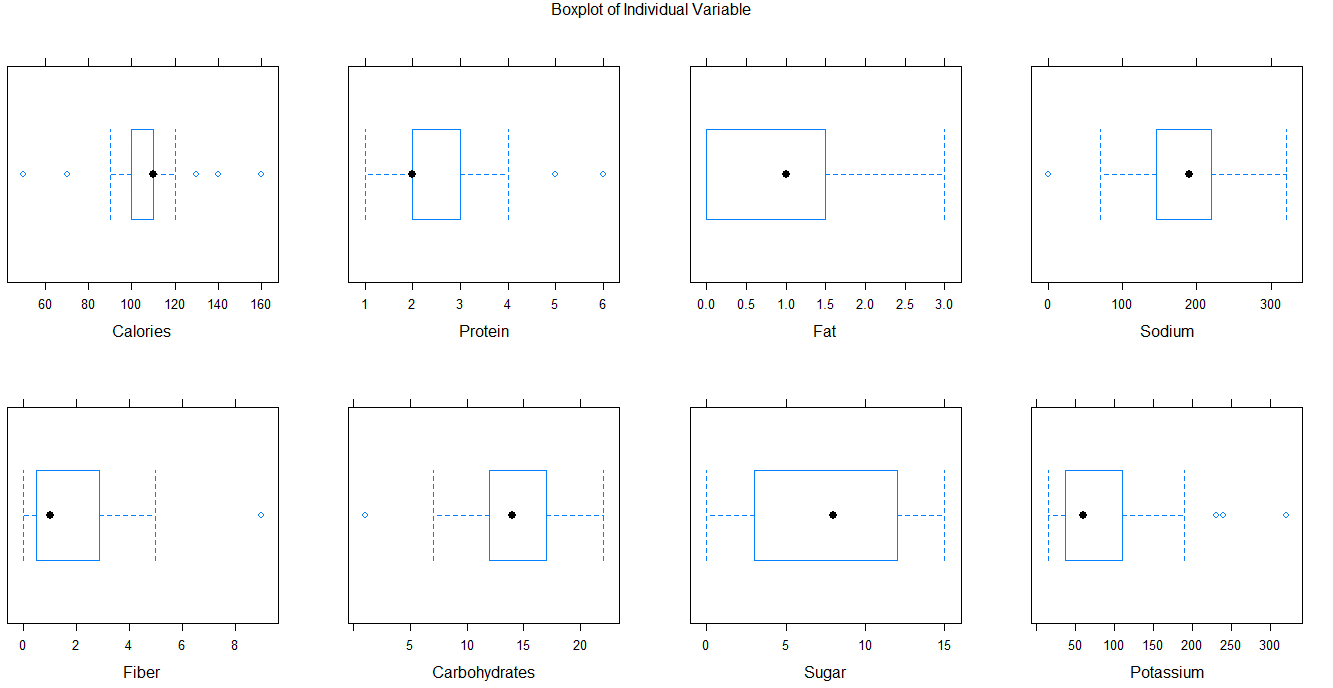 Boxplot of Individual Variable
60 80 100 120 140 160
Calories
1 2 3 4 5 6
Protein
0.0 0.5 1.0 1.5 2.0 2.5 3.0
Fat
0 100 200 300
Sodium
0 2 4 6 8
Fiber
5 10 15 20
Carbohydrates
0 5 10 15
Sugar
50 100 150 200 250 300
Potassium